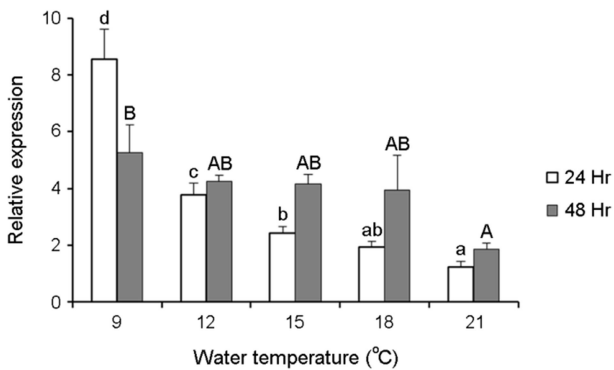 10
8
6
4
2
0
Relative expression
d
B
c
AB
b
AB
ab
AB
a
A
9
12
15
18
21
Water temperature (°C)
24 Hr
48 Hr